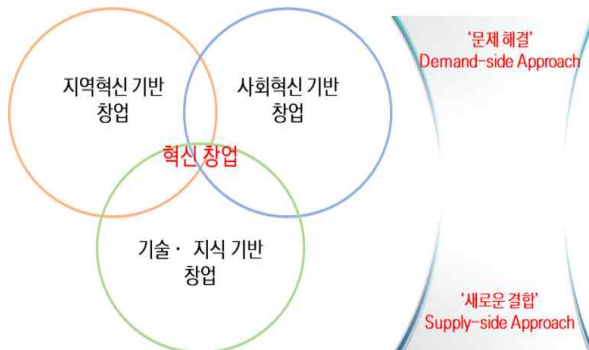 지역혁신 기반
창업
사회혁신 기반
창업
혁신 창업
기술· 지식 기반
창업
'문제 해결'
Demand-side Approach
'새로운 결합'
Supply-side Approach